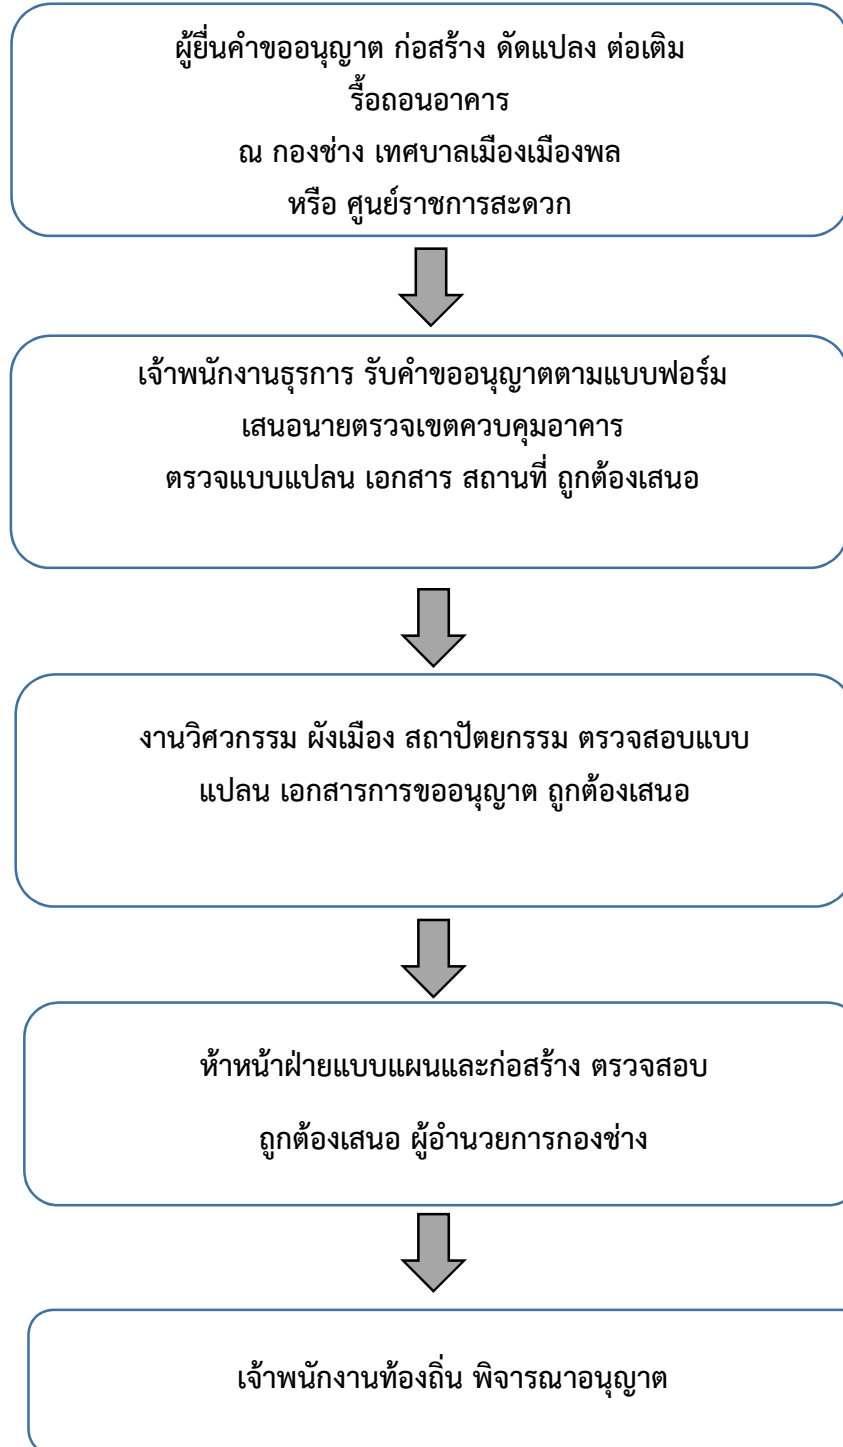 ผู้ยื่นคำขออนุญาต ก่อสร้าง ดัดแปลง ต่อเติม
รื้อถอนอาคาร
ณ กองช่าง เทศบาลเมืองเมืองพล
หรือ ศูนย์ราชการสะดวก
เจ้าพนักงานธุรการ รับคำขออนุญาตตามแบบฟอร์ม
เสนอนายตรวจเขตควบคุมอาคาร
ตรวจแบบแปลน เอกสาร สถานที่ ถูกต้องเสนอ
งานวิศวกรรม ผังเมือง สถาปัตยกรรม ตรวจสอบแบบ
แปลน เอกสารการขออนุญาต ถูกต้องเสนอ
ห้าหน้าฝ่ายแบบแผนและก่อสร้าง ตรวจสอบ
ถูกต้องเสนอ ผู้อำนวยการกองช่าง
เจ้าพนักงานท้องถิ่น พิจารณาอนุญาต